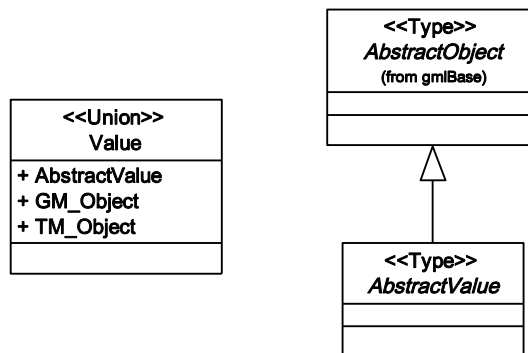 <<Union>>
Value
+ AbstractValue
+ GM_Object
+ TM_Object
<<Type>>
AbstractObject
(from gmlBase)
<<Type>>
AbstractValue